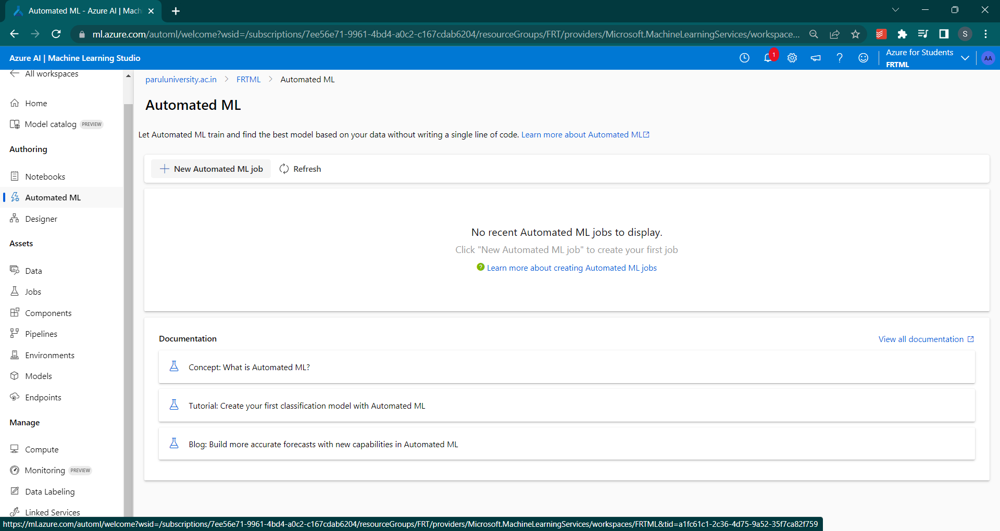 Automated ML - Azure AI | Mach
ml.azure.com/automl/welcome?wsid=/subscriptions/7ee56e71-9961-4bd4-a0c2-c167cdab6204/resourceGroups/FRT/providers/Microsoft.MachineLearningServices/workspace...
S
Azure AI | Machine Learning Studio
1
Azure for Students
FRTML
AA
All workspaces
Home
Model catalog PREVIEW
Authoring
Notebooks
Automated ML
Designer
Assets
Data
Jobs
Components
Pipelines
Environments
Models
Endpoints
Manage
Compute
Monitoring PREVIEW
Data Labeling
Linked Services
paruluniversity.ac.in > FRTML > Automated ML
Automated ML
Let Automated ML train and find the best model based on your data without writing a single line of code. Learn more about Automated ML
New Automated ML job Refresh
No recent Automated ML jobs to display.
Click "New Automated ML job" to create your first job
Learn more about creating Automated ML jobs
Documentation
View all documentation
Concept: What is Automated ML?
Tutorial: Create your first classification model with Automated ML
Blog: Build more accurate forecasts with new capabilities in Automated ML
https://ml.azure.com/automl/welcome?wsid=/subscriptions/7ee56e71-9961-4bd4-a0c2-c167cdab6204/resourceGroups/FRT/providers/Microsoft.MachineLearningServices/workspaces/FRTML&tid=a1fc61c1-2c36-4d75-9a52-35f7ca82f759